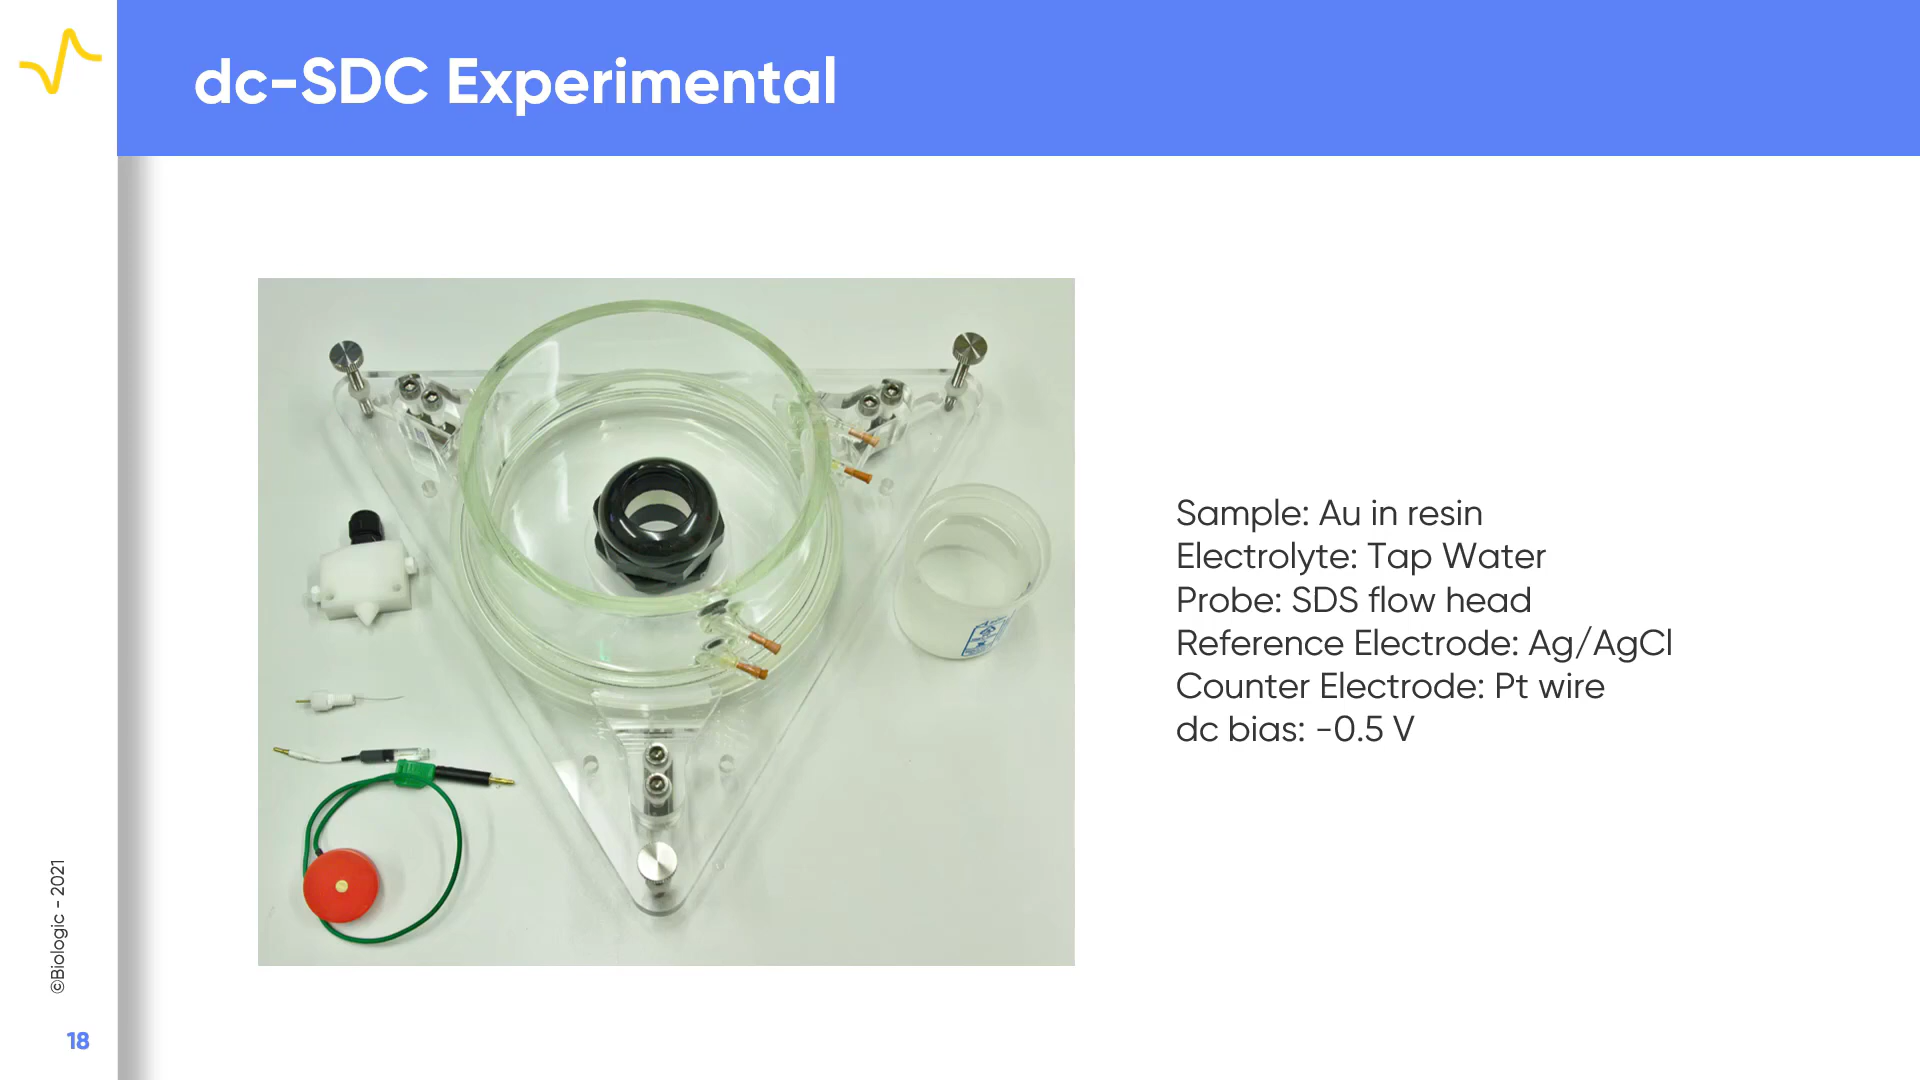 dc-SDC Experimental
Sample: Au in resin
Electrolyte: Tap Water
Probe: SDS flow head
Reference Electrode: Ag/AgCl
Counter Electrode: Pt wire
dc bias: -0.5 V
©Biologic - 2021
18